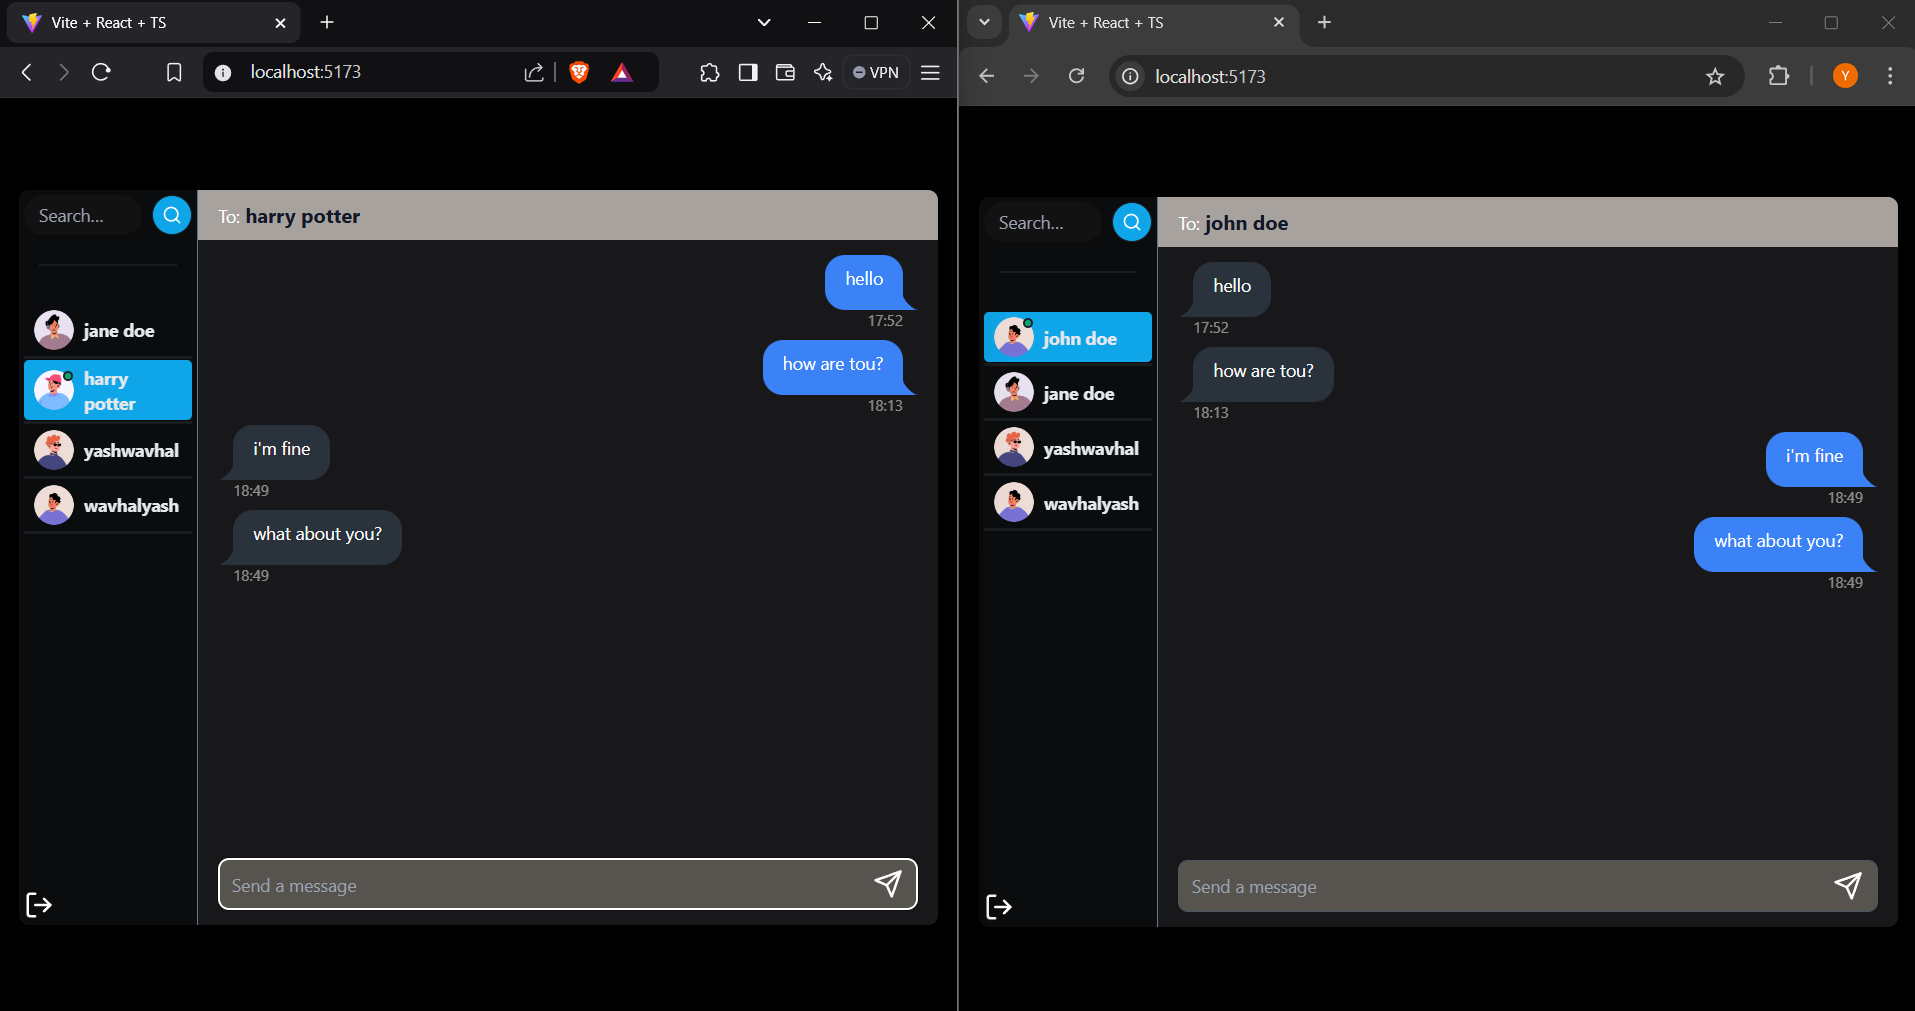 Vite + React + TS
localhost:5173
VPN
Search...
To: harry potter
jane doe
harry
potter
yashwavhal
wavhalyash
hello
17:52
how are tou?
18:13
i'm fine
18:49
what about you?
18:49
Send a message
Vite + React + TS
localhost:5173
Y
Search...
To: john doe
john doe
jane doe
yashwavhal
wavhalyash
hello
17:52
how are tou?
18:13
i'm fine
18:49
what about you?
18:49
Send a message